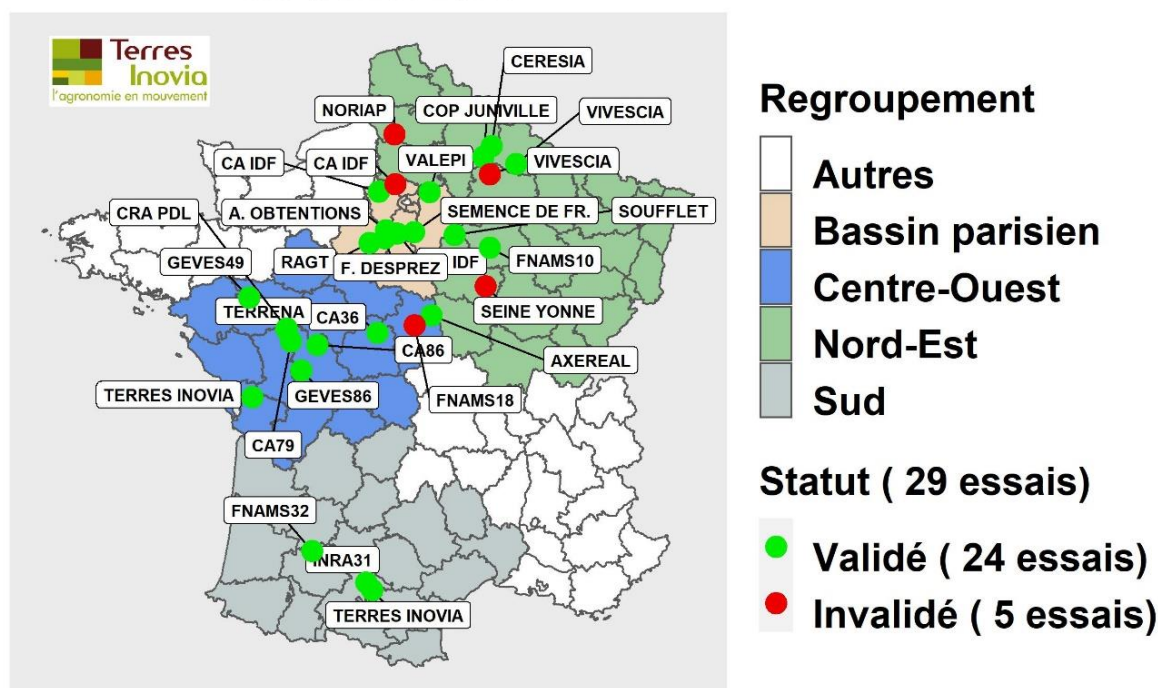 Terres
Inovia
l'agronomie en mouvement
CERESIA
NORIAP
COP JUNIVILLE
VIVESCIA
CA IDF
CA IDF
VALEPI
VIVESCIA
CRA PDL
A. OBTENTIONS
SEMENCE DE FR.
SOUFFLET
GEVES49
RAGT
F. DESPREZ
IDF
FNAMS10
TERRENA
CA36
SEINE YONNE
CA86
AXEREAL
TERRES INOVIA
GEVES86
FNAMS18
CA79
FNAMS32
INRA31
TERRES INOVIA
Regroupement
Autres
Bassin parisien
Centre-Ouest
Nord-Est
Sud
Statut ( 29 essais)
Validé ( 24 essais)
Invalidé ( 5 essais)